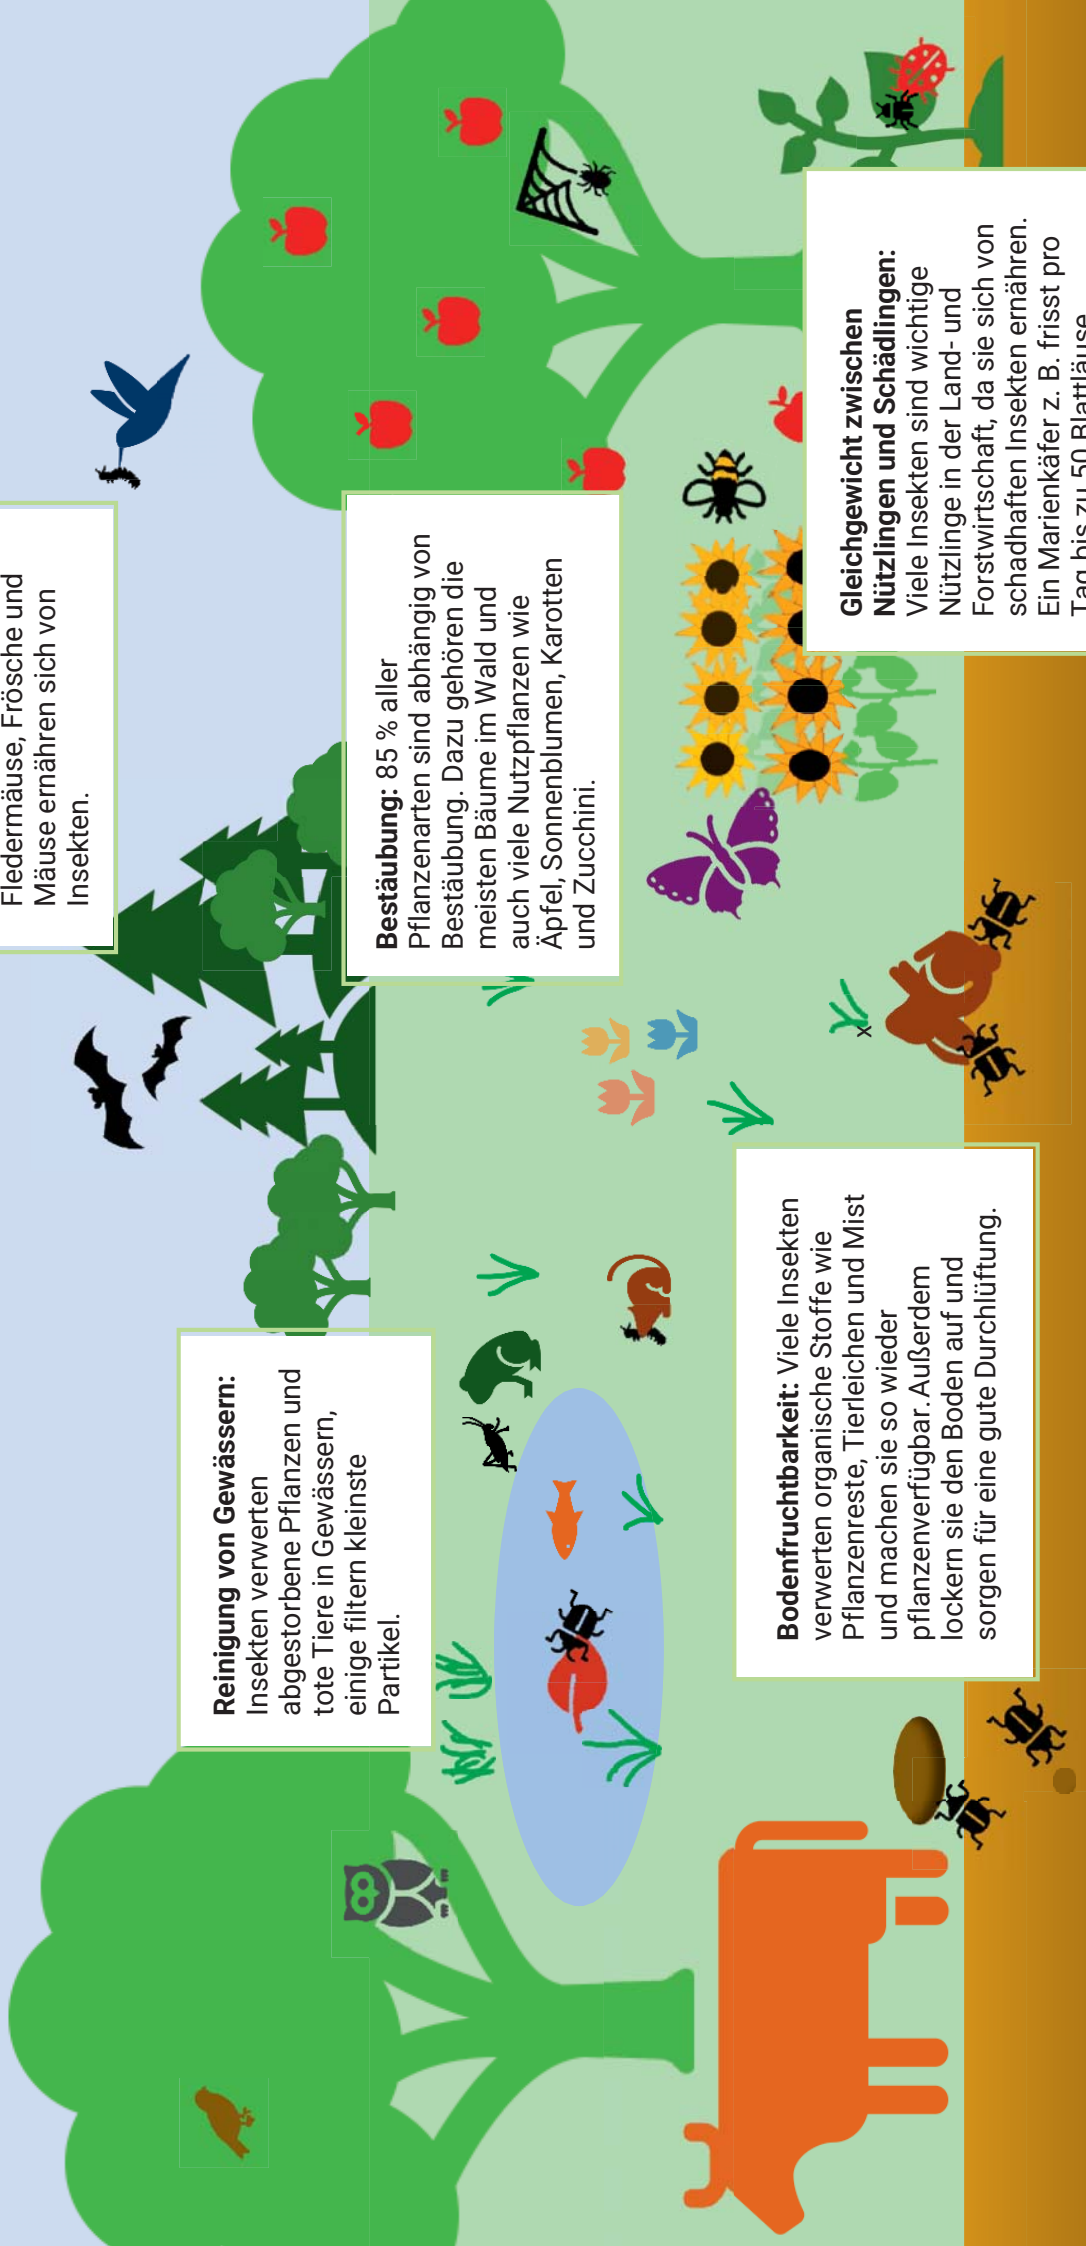 Fledermäuse, Frösche und
Mäuse ernähren sich von
Insekten.
Reinigung von Gewässern:
Insekten verwerten
abgestorbene Pflanzen und
tote Tiere in Gewässern,
einige filtern kleinste
Partikel.
Bestäubung: 85 % aller
Pflanzenarten sind abhängig von
Bestäubung. Dazu gehören die
meisten Bäume im Wald und
auch viele Nutzpflanzen wie
Äpfel, Sonnenblumen, Karotten
und Zucchini.
Bodenfruchtbarkeit: Viele Insekten
verwerten organische Stoffe wie
Pflanzenreste, Tierleichen und Mist
und machen sie so wieder
pflanzenverfügbar. Außerdem
lockern sie den Boden auf und
sorgen für eine gute Durchlüftung.
x
Gleichgewicht zwischen
Nützlingen und Schädlingen:
Viele Insekten sind wichtige
Nützlinge in der Land- und
Forstwirtschaft, da sie sich von
schadhaften Insekten ernähren.
Ein Marienkäfer z. B. frisst pro
Tag bis zu 50 Blattläuse